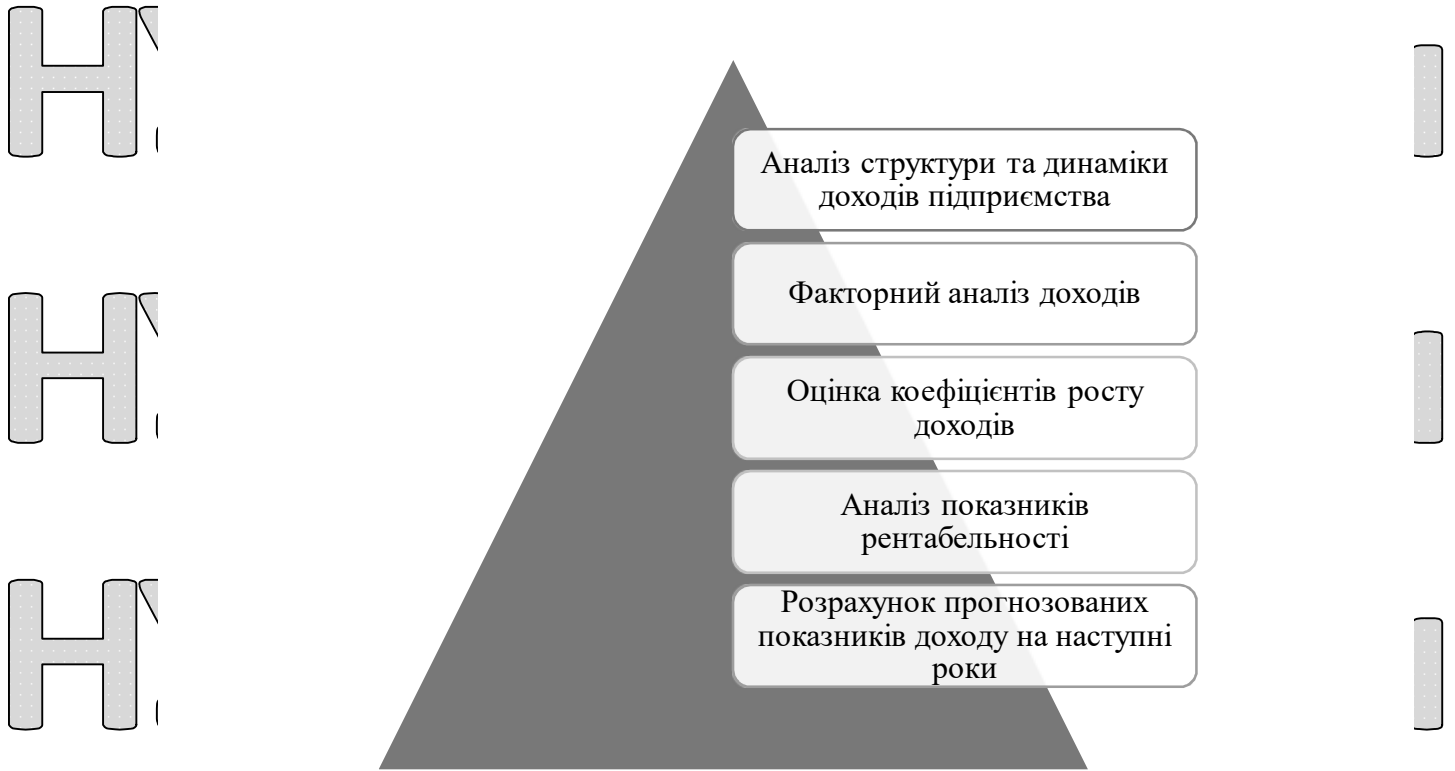 Аналіз структури та динаміки
доходів підприємства
Факторний аналіз доходів
Оцінка коефіцієнтів росту
доходів
Аналіз показників
рентабельності
Розрахунок прогнозованих
показників доходу на наступні
роки